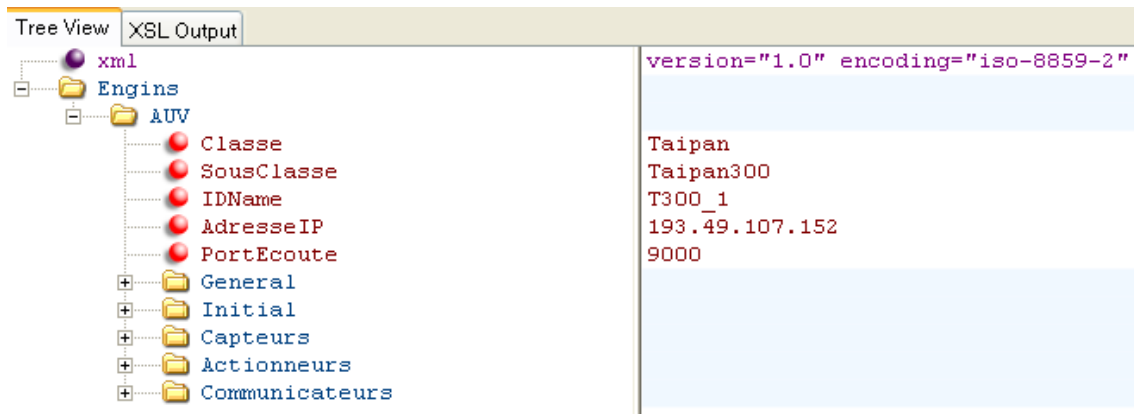 Tree View XSL Output
xml version="1.0" encoding="iso-8859-2"
Engins
AUV
Classe Taipan
SousClasse Taipan300
IDName T300_1
AdresseIP 193.49.107.152
PortEcoute 9000
General
Initial
Capteurs
Actionneurs
Communicateurs